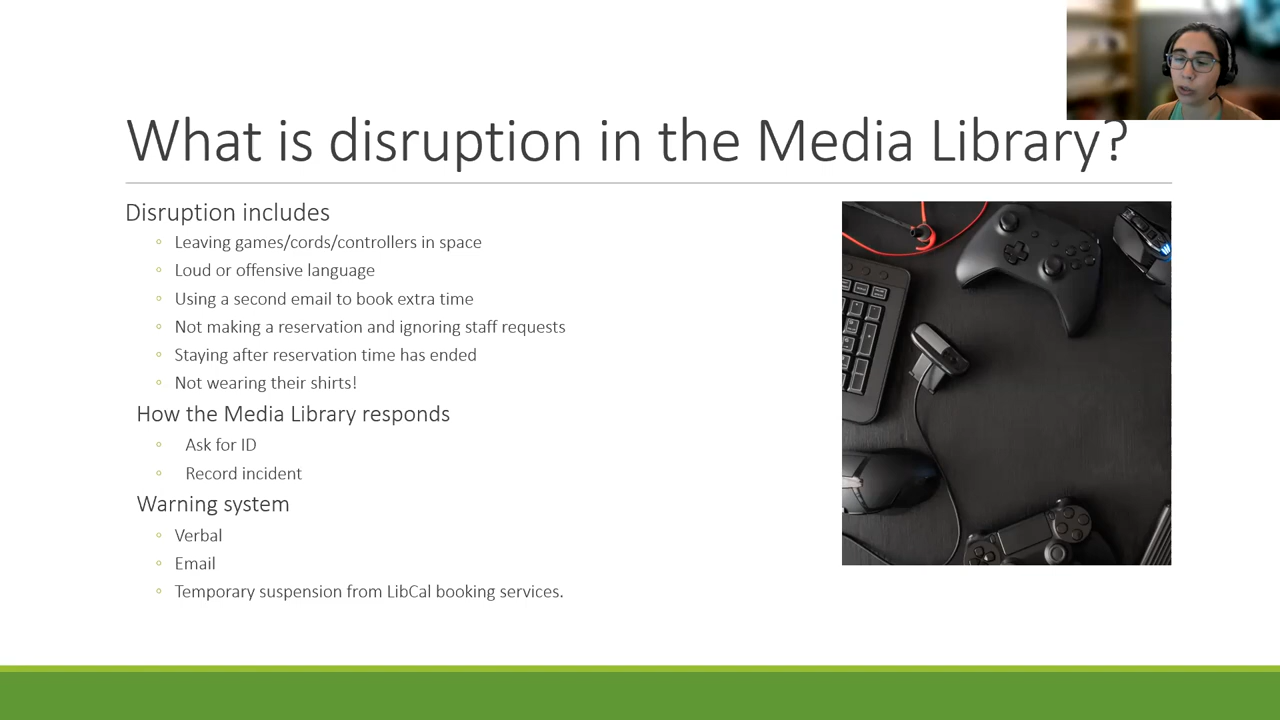 What is disruption in the Media Library?
Disruption includes
Leaving games/cords/controllers in space
Loud or offensive language
Using a second email to book extra time
Not making a reservation and ignoring staff requests
Staying after reservation time has ended
Not wearing their shirts!
How the Media Library responds
Ask for ID
Record incident
Warning system
Verbal
Email
Temporary suspension from LibCal booking services.